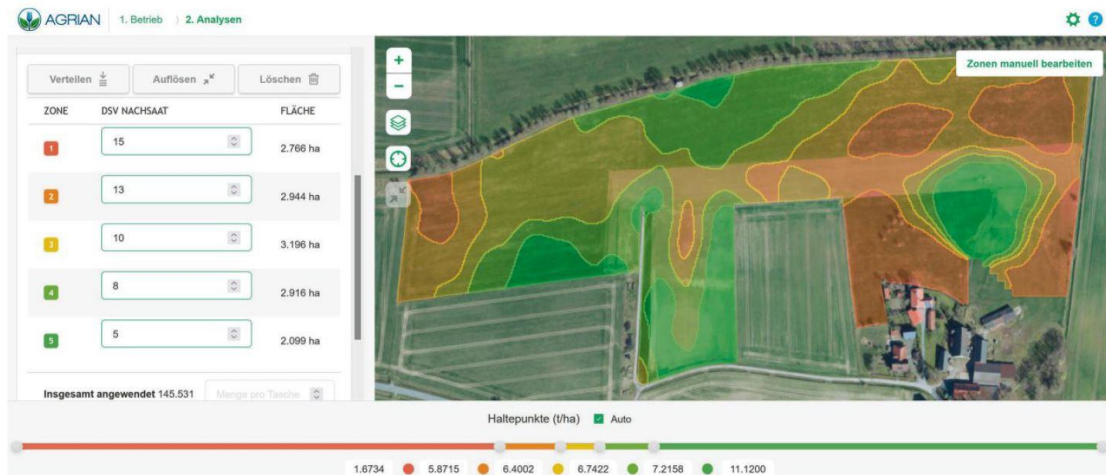 AGRIAN 1. Betrieb 2. Analysen ?
Verteilen Auflösen Löschen
ZONE DSV NACHSAAT FLÄCHE
1 15 2.766 ha
2 13 2.944 ha
3 10 3.196 ha
4 8 2.916 ha
5 5 2.099 ha
Insgesamt angewendet 145.531 Menge pro Tasche
+
−
Zonen manuell bearbeiten
Haltepunkte (t/ha) Auto
1.6734 5.8715 6.4002 6.7422 7.2158 11.1200